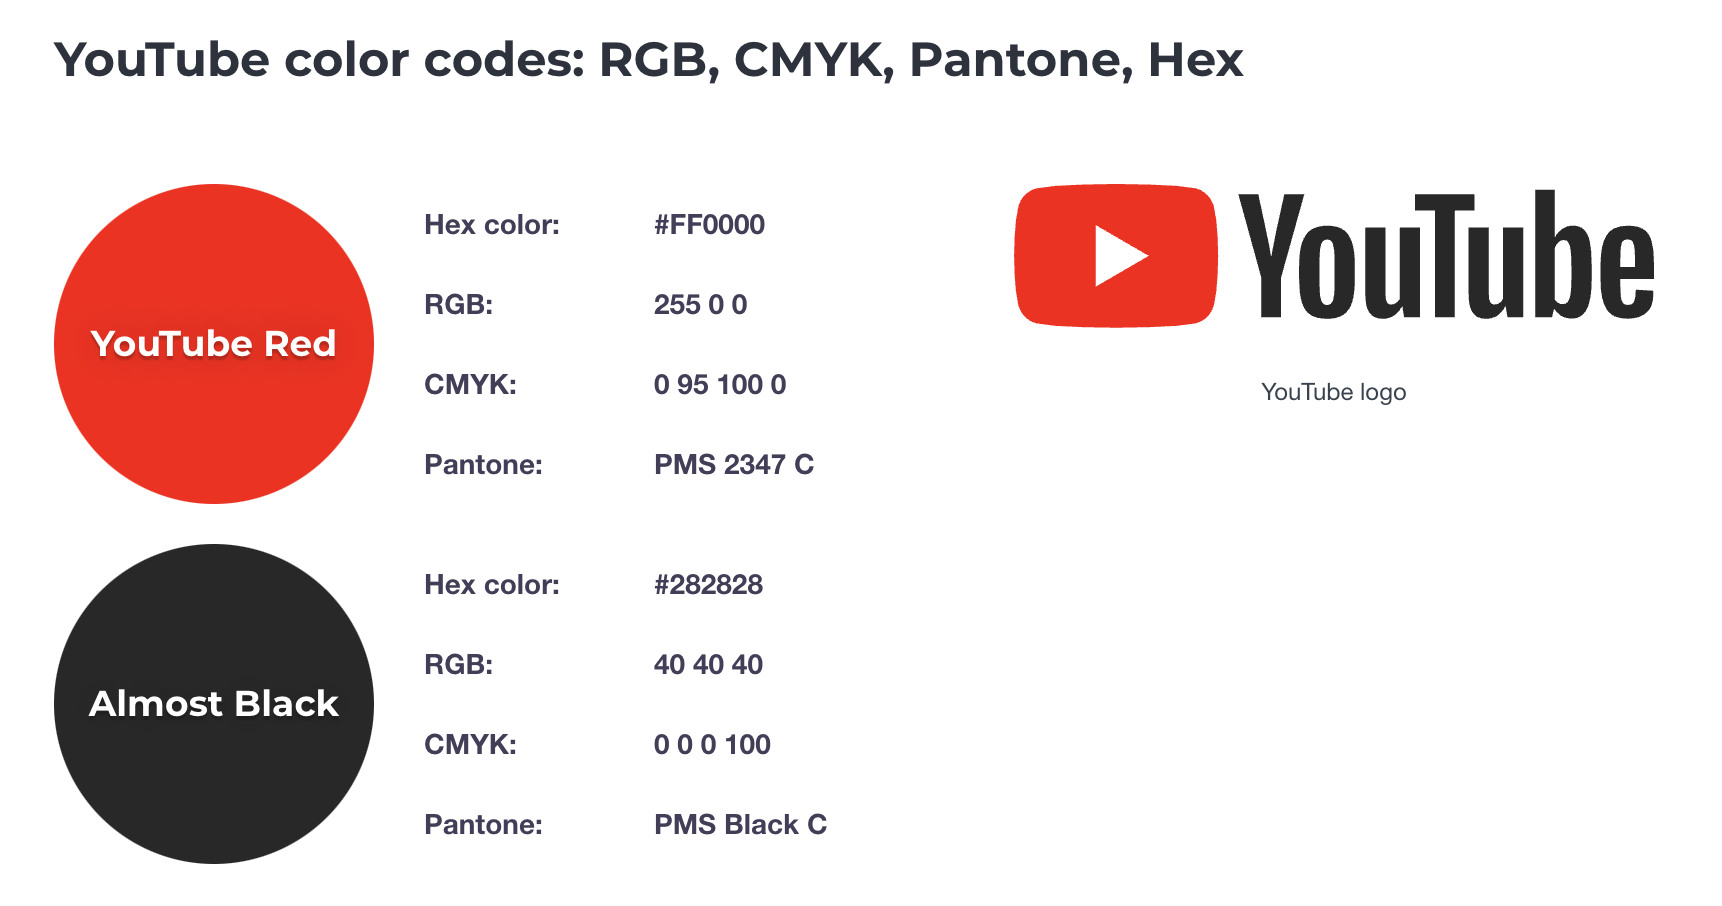 YouTube color codes: RGB, CMYK, Pantone, Hex
YouTube Red
Hex color: #FF0000
RGB: 255 0 0
CMYK: 0 95 100 0
Pantone: PMS 2347 C
YouTube
YouTube logo
Almost Black
Hex color: #282828
RGB: 40 40 40
CMYK: 0 0 0 100
Pantone: PMS Black C